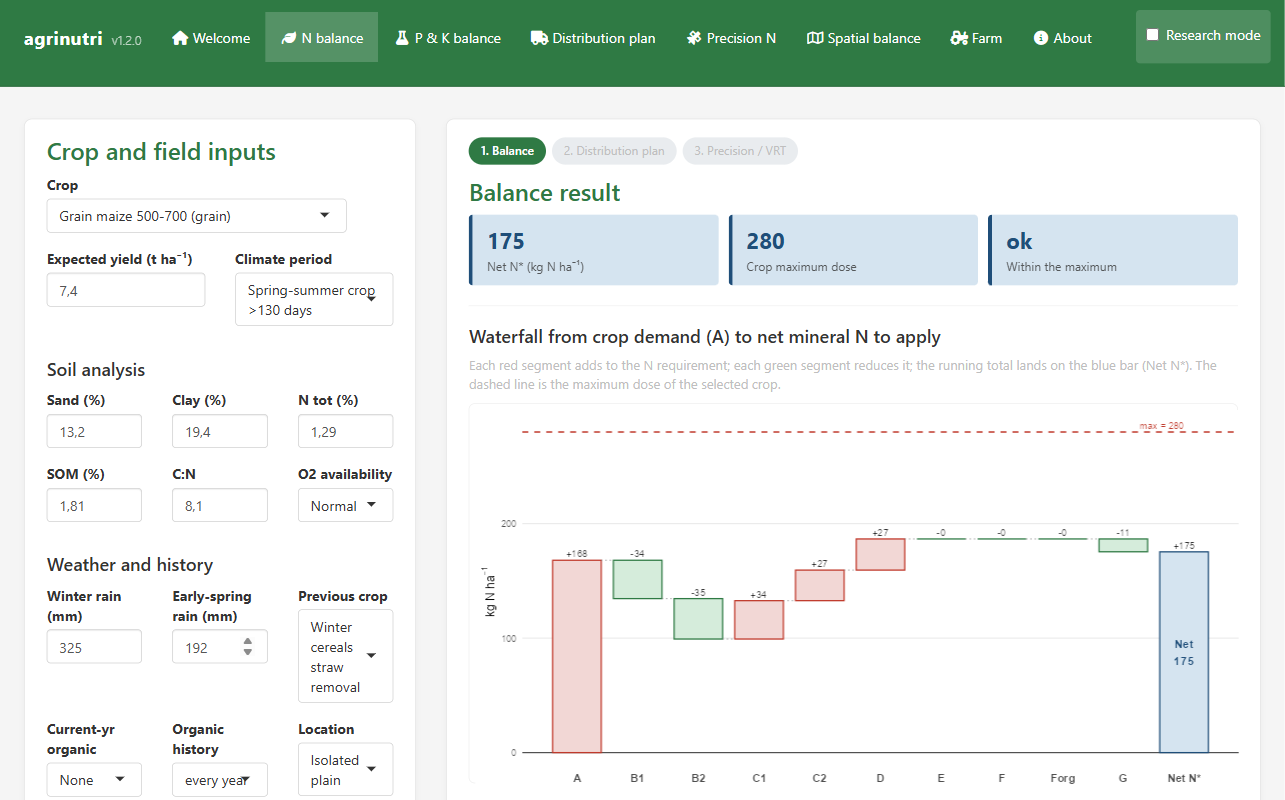 agrinutri v1.2.0 Welcome N balance P & K balance Distribution plan Precision N Spatial balance Farm About Research mode
Crop and field inputs
Crop
Grain maize 500-700 (grain)
Expected yield (t ha⁻¹) Climate period
7,4 Spring-summer crop >130 days
Soil analysis
Sand (%) Clay (%) N tot (%)
13,2 19,4 1,29
SOM (%) C:N O2 availability
1,81 8,1 Normal
Weather and history
Winter rain (mm) Early-spring rain (mm) Previous crop
325 192 Winter cereals straw removal
Current-yr organic Organic history Location
None every year Isolated plain
1. Balance 2. Distribution plan 3. Precision / VRT
Balance result
175 280 ok
Net N* (kg N ha⁻¹) Crop maximum dose Within the maximum
Waterfall from crop demand (A) to net mineral N to apply
Each red segment adds to the N requirement; each green segment reduces it; the running total lands on the blue bar (Net N*). The
dashed line is the maximum dose of the selected crop.
max = 280
200
+168 -34 -35 +34 +27 +27 -0 -0 -0 -11 +175
kg N ha⁻¹
100
Net
175
0
A B1 B2 C1 C2 D E F Forg G Net N*